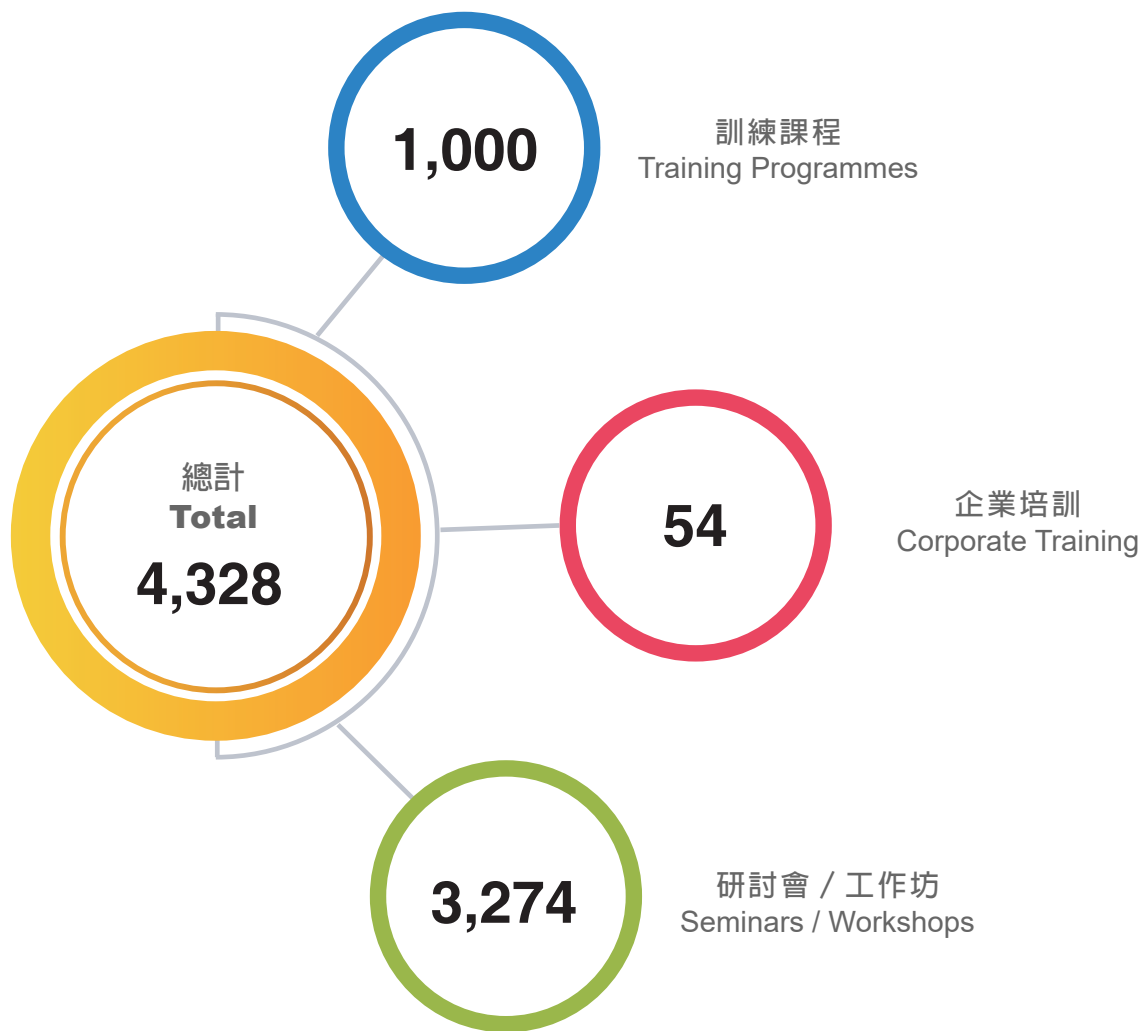 1,000
訓練課程
Training Programmes
總計
Total
4,328
54
企業培訓
Corporate Training
3,274
研討會 / 工作坊
Seminars / Workshops